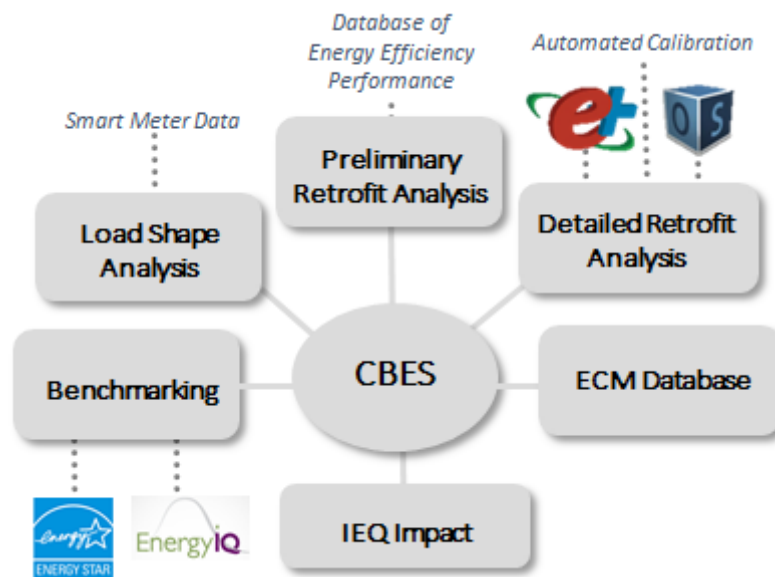 Database of
Energy Efficiency
Performance
Automated Calibration
Smart Meter Data
e+
O S
Preliminary
Retrofit Analysis
Load Shape
Analysis
Detailed Retrofit
Analysis
CBES
Benchmarking
ECM Database
energy
ENERGY STAR
EnergyIQ
IEQ Impact